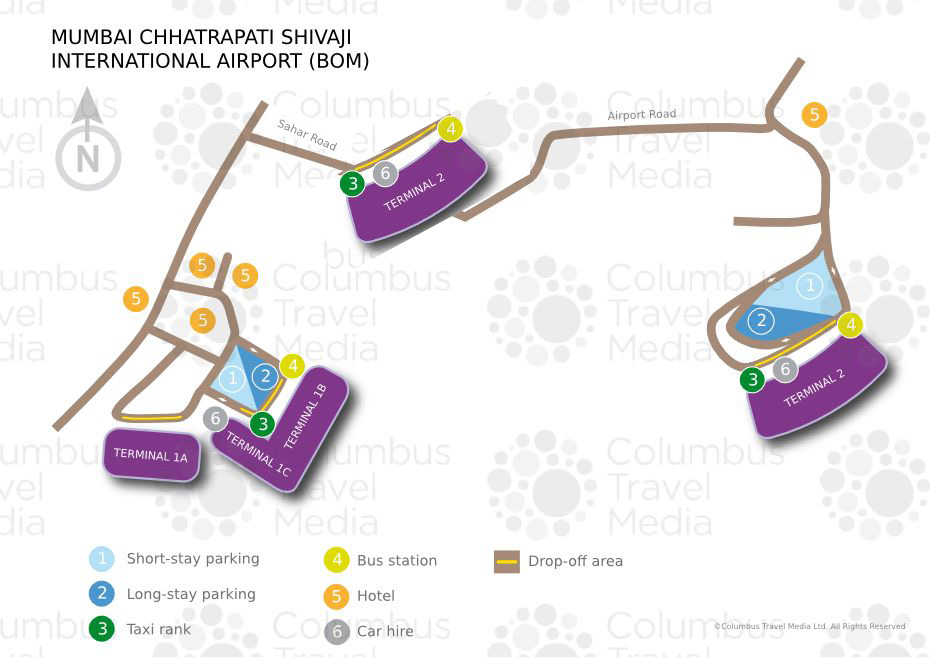 MUMBAI CHHATRAPATI SHIVAJI
INTERNATIONAL AIRPORT (BOM)
N
Sahar Road
Airport Road
4
5
6
3
TERMINAL 2
5
5
5
5
1
2
4
6
3
TERMINAL 2
4
1
2
6
3
TERMINAL 1B
TERMINAL 1C
TERMINAL 1A
1 Short-stay parking
2 Long-stay parking
3 Taxi rank
4 Bus station
5 Hotel
6 Car hire
Drop-off area
©Columbus Travel Media Ltd. All Rights Reserved
Columbus
Travel
Media